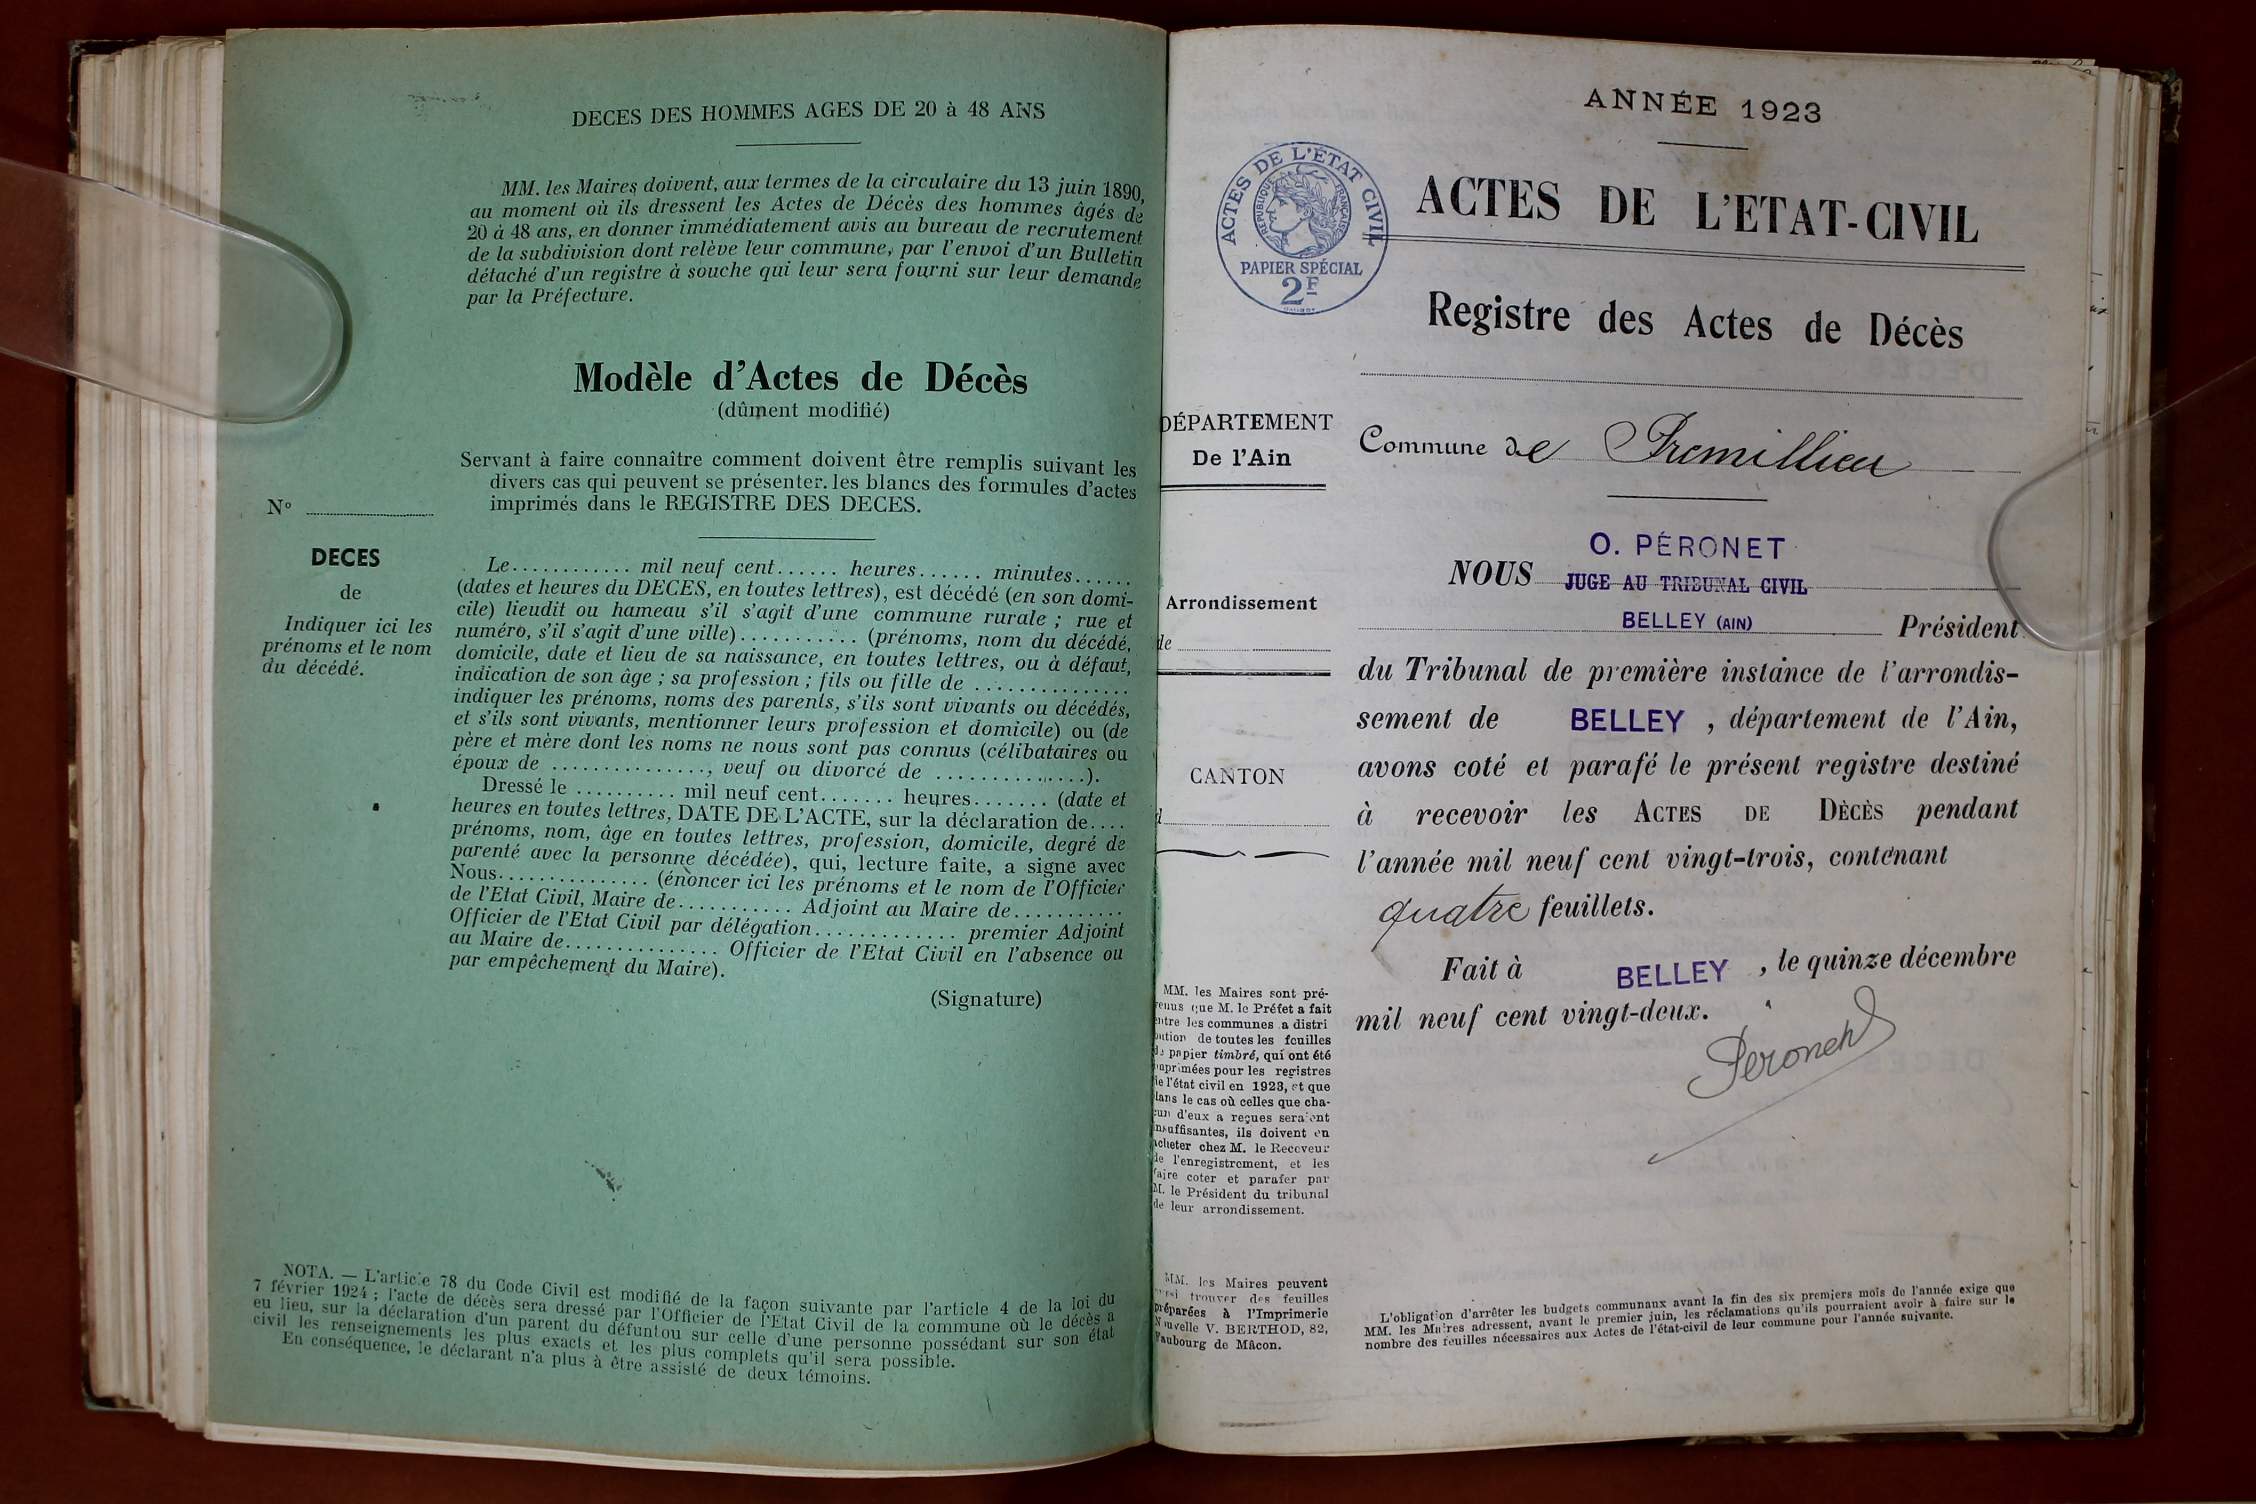 DECES DES HOMMES AGES DE 20 à 48 ANS
MM. les Maires doivent, aux termes de la circulaire du 13 juin 1890,
au moment où ils dressent les Actes de Décès des hommes âgés de
20 à 48 ans, en donner immédiatement avis au bureau de recrutement
de la subdivision dont relève leur commune, par l'envoi d'un Bulletin
détaché d'un registre à souche qui leur sera fourni sur leur demande
par la Préfecture.
Modèle d'Actes de Décès
(dûment modifié)
Servant à faire connaître comment doivent être remplis suivant les
divers cas qui peuvent se présenter. les blancs des formules d'actes
imprimés dans le REGISTRE DES DECES.
N°
DECES
de
Indiquer ici les
prénoms et le nom
du décédé.
Le............ mil neuf cent...... heures...... minutes......
(dates et heures du DECES, en toutes lettres), est décédé (en son domi-
cile) lieudit ou hameau s'il s'agit d'une commune rurale ; rue et
numéro, s'il s'agit d'une ville)........... (prénoms, nom du décédé,
domicile, date et lieu de sa naissance, en toutes lettres, ou à défaut,
indication de son âge ; sa profession ; fils ou fille de ...............
indiquer les prénoms, noms des parents, s'ils sont vivants ou décédés,
et s'ils sont vivants, mentionner leurs profession et domicile) ou (de
père et mère dont les noms ne nous sont pas connus (célibataires ou
époux de ..............., veuf ou divorcé de ...............).
Dressé le .......... mil neuf cent....... heures....... (date et
heures en toutes lettres, DATE DE L'ACTE, sur la déclaration de....
prénoms, nom, âge en toutes lettres, profession, domicile, degré de
parenté avec la personne décédée), qui, lecture faite, a signé avec
Nous............... (énoncer ici les prénoms et le nom de l'Officier
de l'Etat Civil, Maire de........... Adjoint au Maire de...........
Officier de l'Etat Civil par délégation.............. premier Adjoint
au Maire de............... Officier de l'Etat Civil en l'absence ou
par empêchement du Maire).
(Signature)
NOTA. — L'article 78 du Code Civil est modifié de la façon suivante par l'article 4 de la loi du
7 février 1924 ; l'acte de décès sera dressé par l'Officier de l'Etat Civil de la commune où le décès a
eu lieu, sur la déclaration d'un parent du défunt ou sur celle d'une personne possédant sur son état
civil les renseignements les plus exacts et les plus complets qu'il sera possible.
En conséquence, le déclarant n'a plus à être assisté de deux témoins.
ANNÉE 1923
ACTES DE L'ÉTAT CIVIL
RÉPUBLIQUE FRANÇAISE
PAPIER SPÉCIAL
2F
ACTES DE L'ETAT-CIVIL
Registre des Actes de Décès
DÉPARTEMENT
De l'Ain
Commune de Premillieu
Arrondissement
de
CANTON
d
O. PÉRONET
NOUS JUGE AU TRIBUNAL CIVIL
BELLEY (AIN) Président
du Tribunal de première instance de l'arrondis-
sement de BELLEY, département de l'Ain,
avons coté et parafé le présent registre destiné
à recevoir les ACTES DE DÉCÈS pendant
l'année mil neuf cent vingt-trois, contenant
quatre feuillets.
Fait à BELLEY, le quinze décembre
mil neuf cent vingt-deux.
Peronet
MM. les Maires sont pré-
venus que M. le Préfet a fait
entre les communes a distri
bution de toutes les feuilles
de papier timbré, qui ont été
imprimées pour les registres
de l'état civil en 1923, et que
dans le cas où celles que cha-
cun d'eux a reçues seraient
insuffisantes, ils doivent en
acheter chez M. le Receveur
de l'enregistrement, et les
faire coter et parafer par
M. le Président du tribunal
de leur arrondissement.
MM. les Maires peuvent
aussi trouver des feuilles
préparées à l'Imprimerie
Nouvelle V. BERTHOD, 82,
Faubourg de Mâcon.
L'obligation d'arrêter les budgets communaux avant la fin des six premiers mois de l'année exige que
MM. les Maires adressent, avant le premier juin, les réclamations qu'ils pourraient avoir à faire sur le
nombre des feuilles nécessaires aux Actes de l'état-civil de leur commune pour l'année suivante.